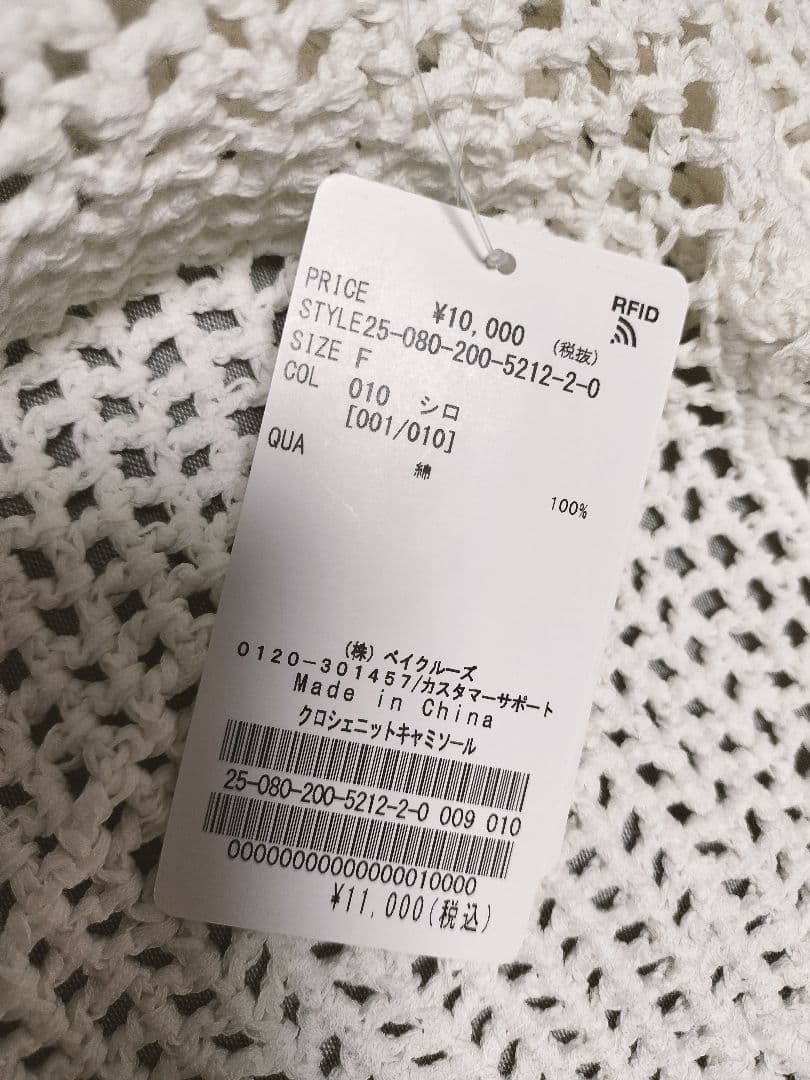 RFID
PRICE ¥10,000 (税抜)
STYLE25-080-200-5212-2-0
SIZE F
COL 010 シロ
[001/010]
QUA
綿 100%
(株)ベイクルーズ
0120-301457/カスタマーサポート
Made in China
クロシェニットキャミソール
25-080-200-5212-2-0 009 010
00000000000000010000
¥11,000(税込)